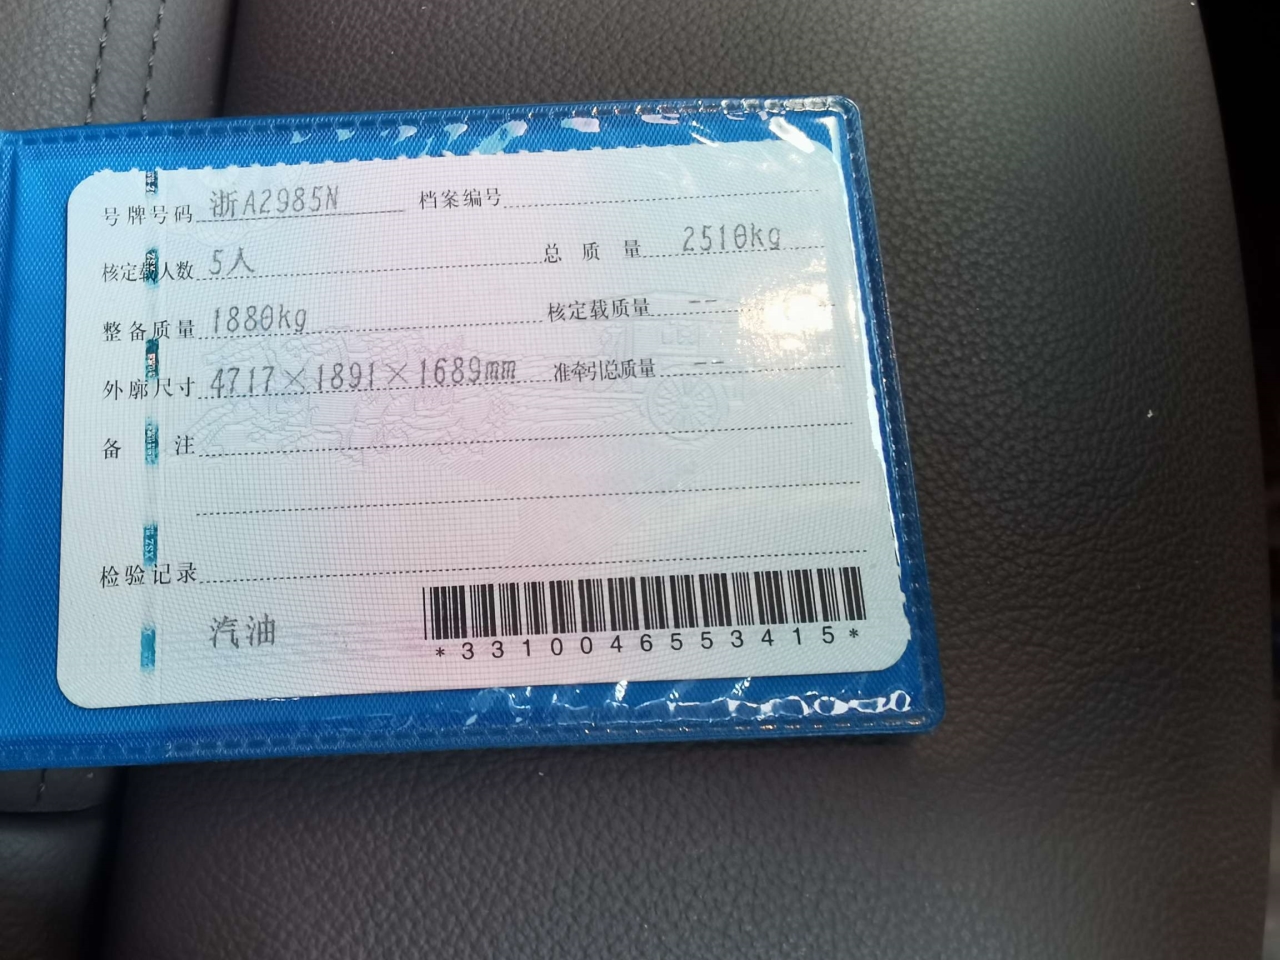 号牌号码 浙A2985N 档案编号
核定载人数 5人 总质量 2510kg
整备质量 1880kg 核定载质量 --
外廓尺寸 4717×1891×1689mm 准牵引总质量 --
备注
检验记录
汽油
*3310046553415*